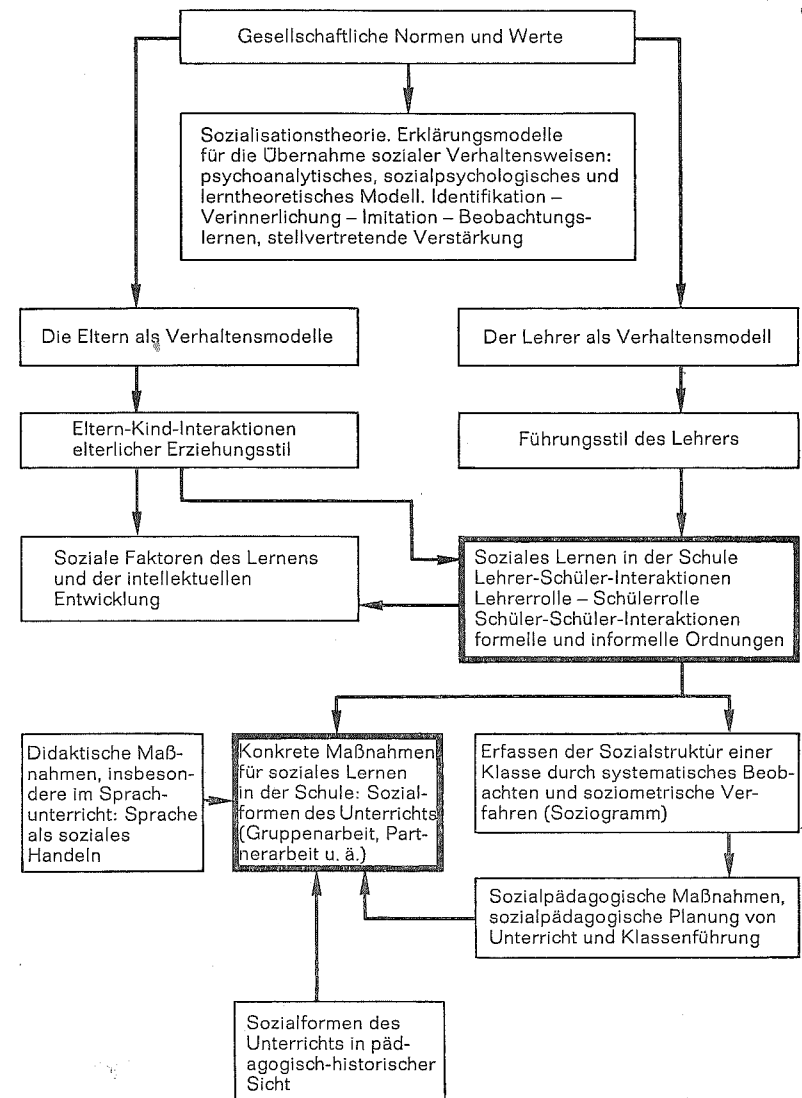 Gesellschaftliche Normen und Werte
Sozialisationstheorie. Erklärungsmodelle
für die Übernahme sozialer Verhaltensweisen:
psychoanalytisches, sozialpsychologisches und
lerntheoretisches Modell. Identifikation –
Verinnerlichung – Imitation – Beobachtungs-
lernen, stellvertretende Verstärkung
Die Eltern als Verhaltensmodelle
Der Lehrer als Verhaltensmodell
Eltern-Kind-Interaktionen
elterlicher Erziehungsstil
Führungsstil des Lehrers
Soziale Faktoren des Lernens
und der intellektuellen
Entwicklung
Soziales Lernen in der Schule
Lehrer-Schüler-Interaktionen
Lehrerrolle – Schülerrolle
Schüler-Schüler-Interaktionen
formelle und informelle Ordnungen
Didaktische Maß-
nahmen, insbeson-
dere im Sprach-
unterricht: Sprache
als soziales
Handeln
Konkrete Maßnahmen
für soziales Lernen
in der Schule: Sozial-
formen des Unterrichts
(Gruppenarbeit, Part-
nerarbeit u. ä.)
Erfassen der Sozialstruktur einer
Klasse durch systematisches Beob-
achten und soziometrische Ver-
fahren (Soziogramm)
Sozialpädagogische Maßnahmen,
sozialpädagogische Planung von
Unterricht und Klassenführung
Sozialformen des
Unterrichts in päd-
agogisch-historischer
Sicht